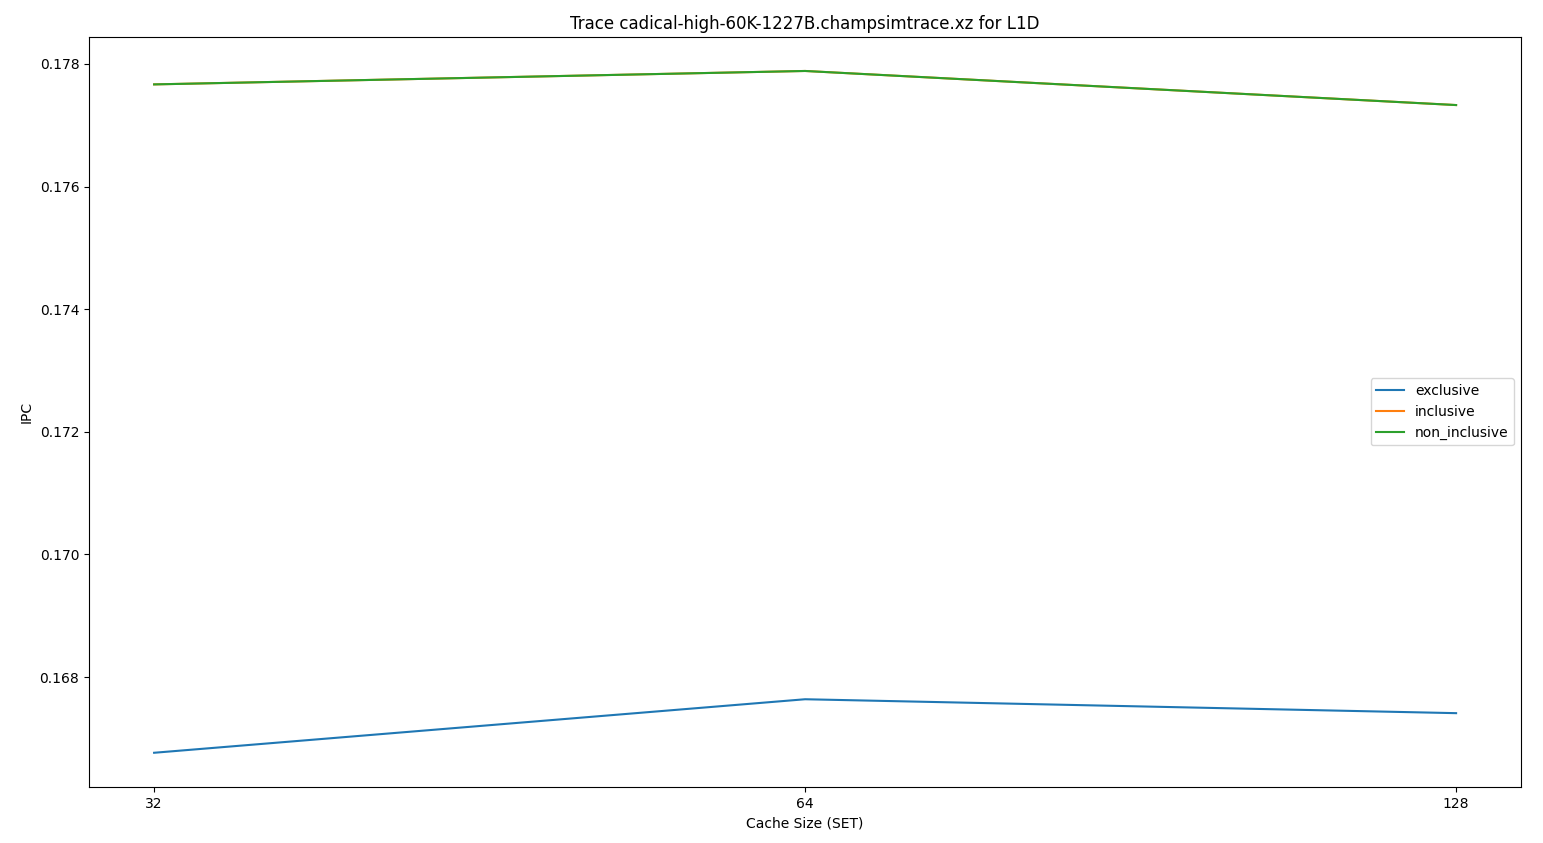 Trace cadical-high-60K-1227B.champsimtrace.xz for L1D
0.178
0.176
0.174
0.172
0.170
0.168
IPC
exclusive
inclusive
non_inclusive
32
64
128
Cache Size (SET)